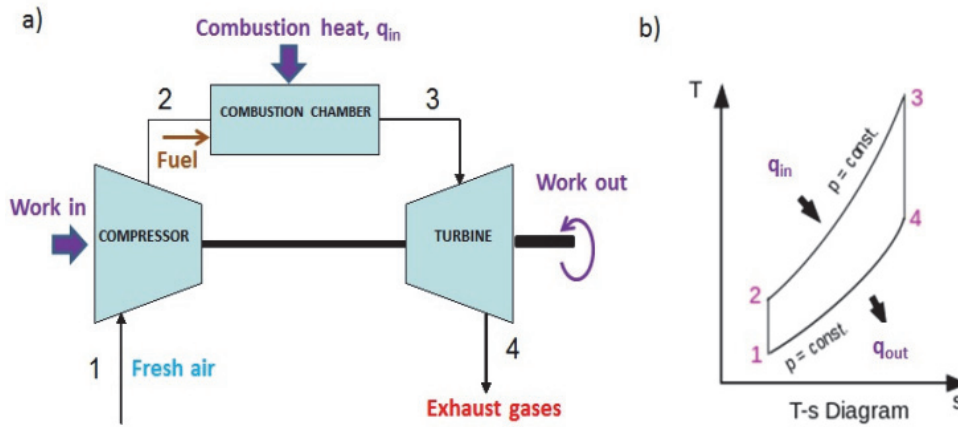 a)
Combustion heat, qin
2
COMBUSTION CHAMBER
3
Fuel
Work in
COMPRESSOR
TURBINE
Work out
1
Fresh air
4
Exhaust gases
b)
T
3
p = const.
qin
4
2
1
p = const.
qout
s
T-s Diagram